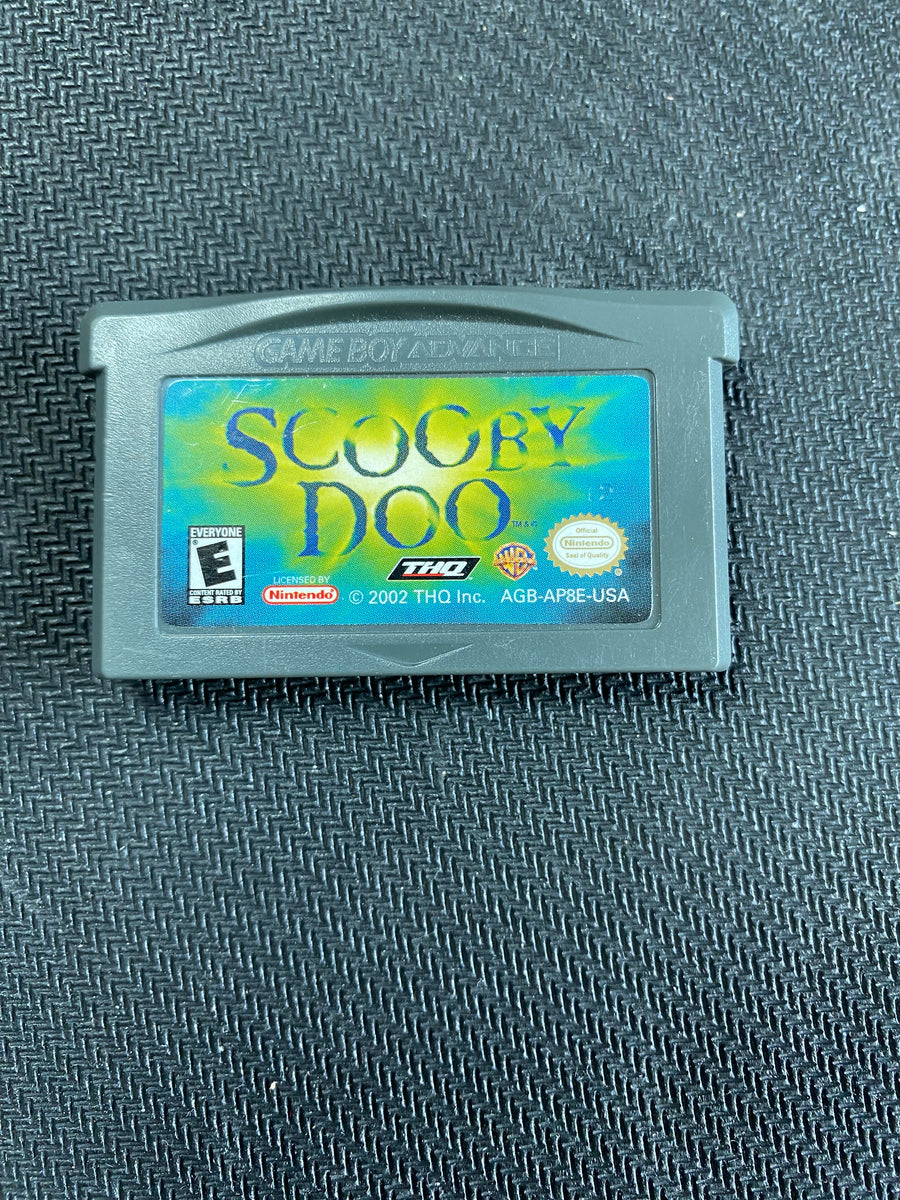 GAME BOY ADVANCE
SCOOBY
DOO
TM & ©
EVERYONE
E
®
CONTENT RATED BY
ESRB
LICENSED BY
Nintendo®
THQ
WB
Official
Nintendo
Seal of Quality
®
© 2002 THQ Inc. AGB-AP8E-USA